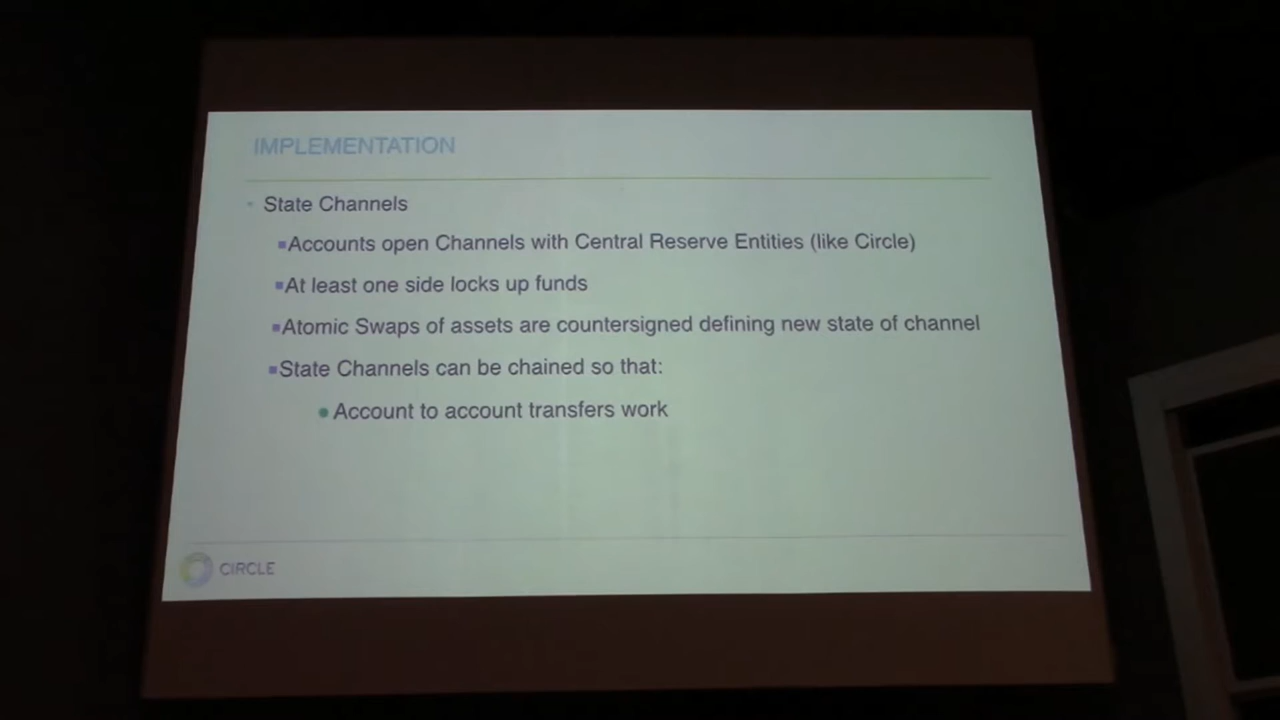 IMPLEMENTATION
State Channels
Accounts open Channels with Central Reserve Entities (like Circle)
At least one side locks up funds
Atomic Swaps of assets are countersigned defining new state of channel
State Channels can be chained so that:
Account to account transfers work
CIRCLE